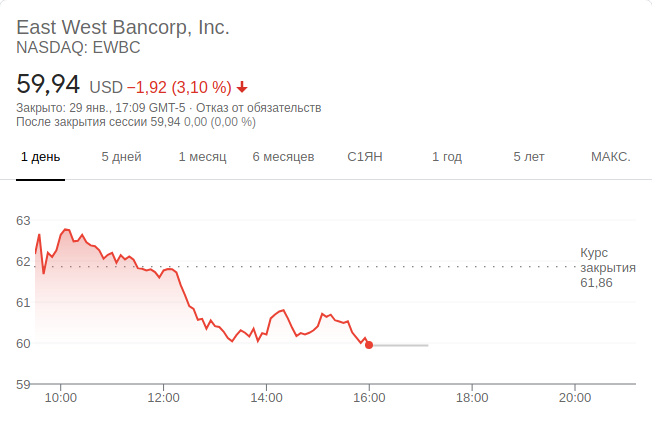 East West Bancorp, Inc.
NASDAQ: EWBC
59,94 USD −1,92 (3,10 %)
Закрыто: 29 янв., 17:09 GMT-5 · Отказ от обязательств
После закрытия сессии 59,94 0,00 (0,00 %)
1 день 5 дней 1 месяц 6 месяцев С1ЯН 1 год 5 лет МАКС.
63
Курс
62 закрытия
61,86
61
60
59
10:00 12:00 14:00 16:00 18:00 20:00